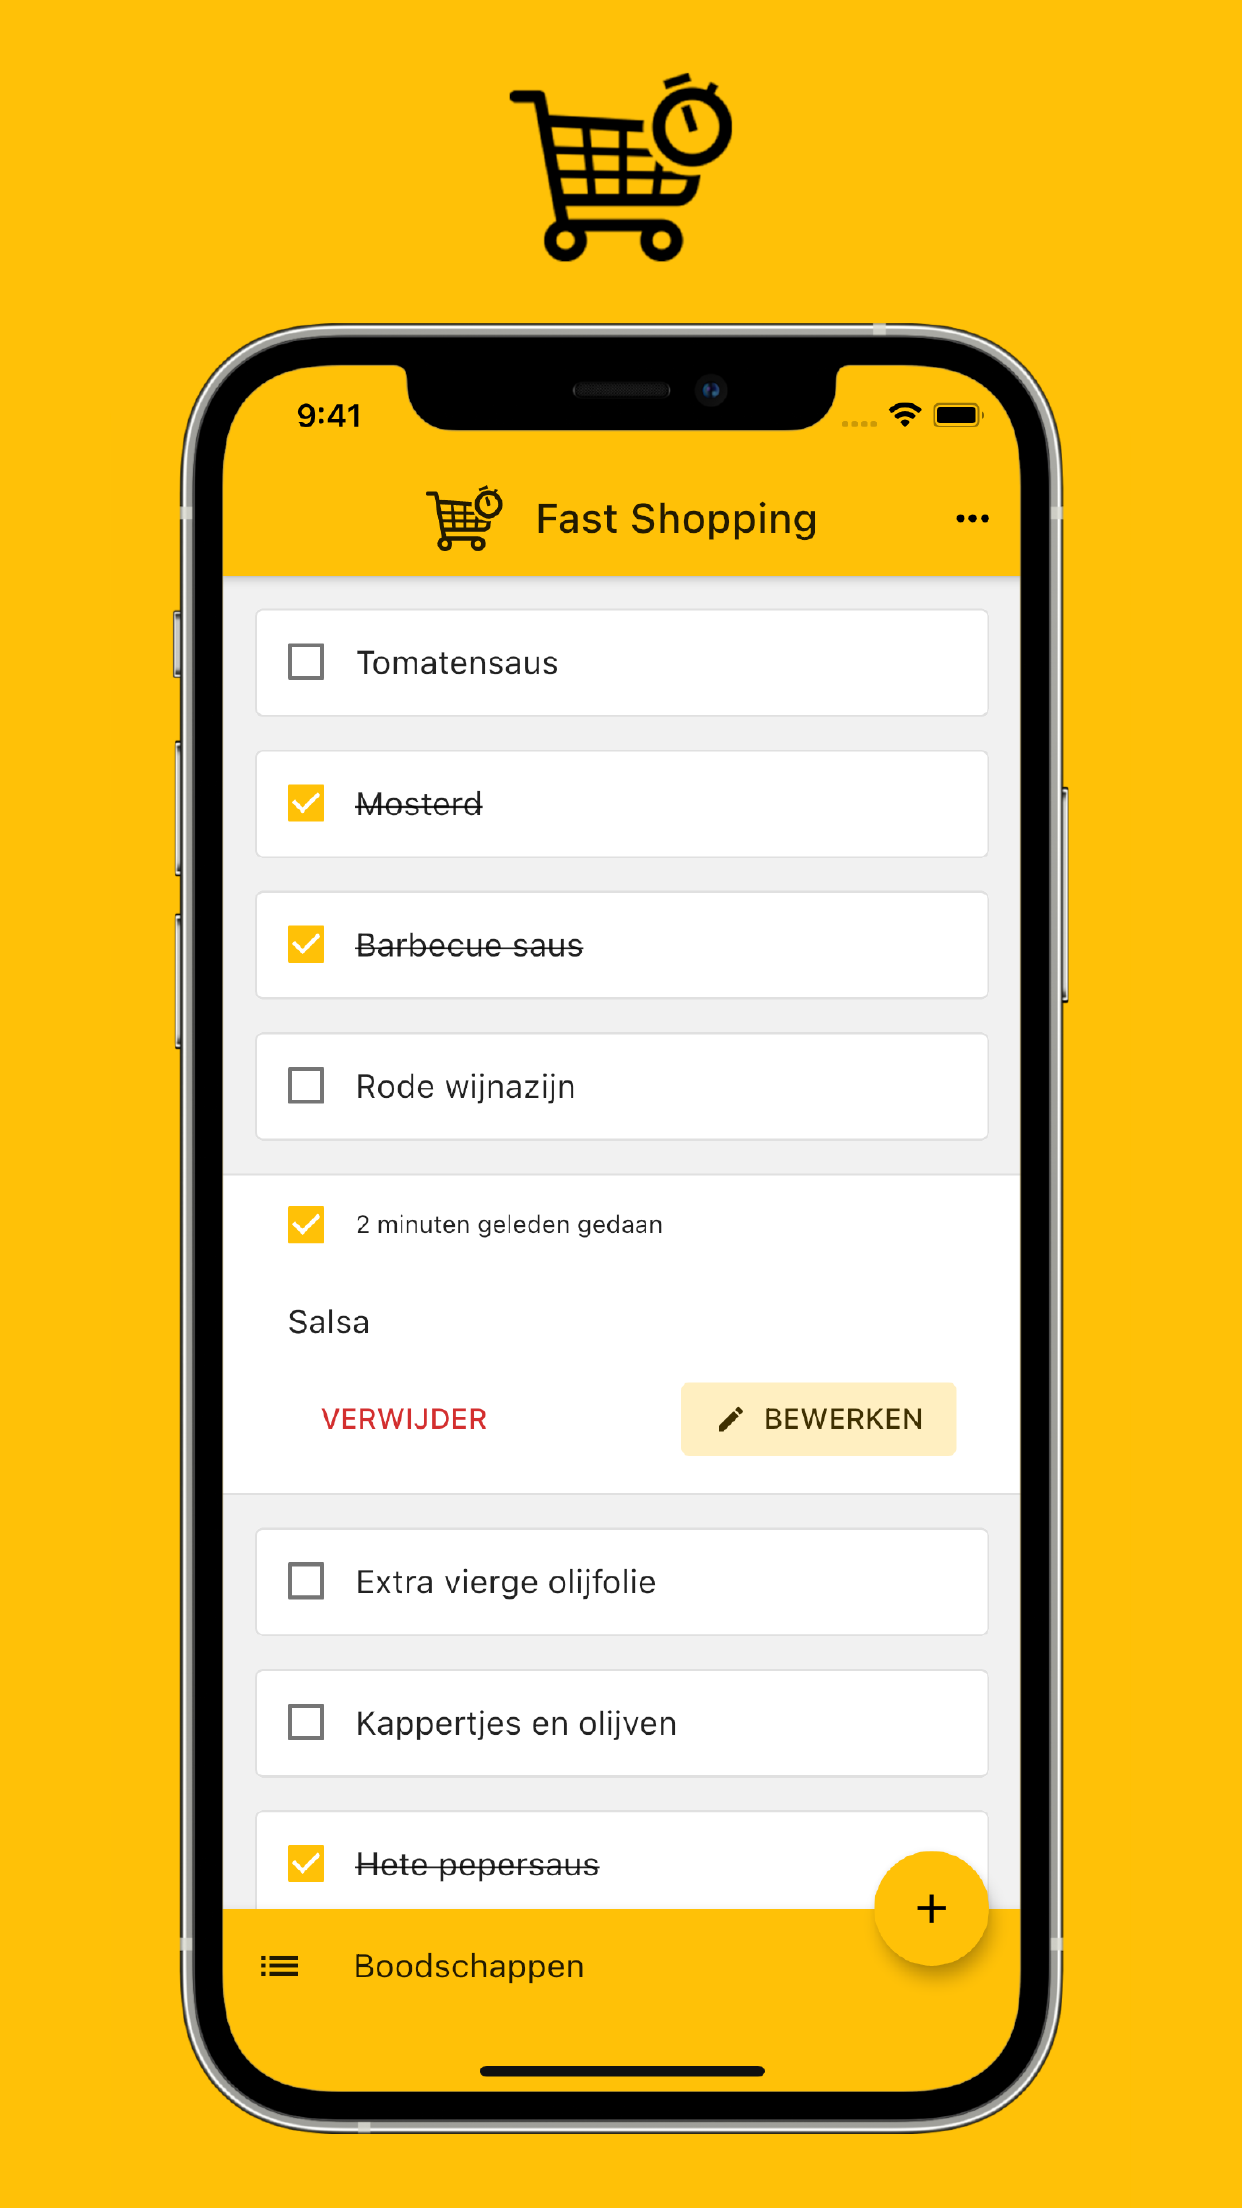 9:41
Fast Shopping
Tomatensaus
Mosterd
Barbecue saus
Rode wijnazijn
2 minuten geleden gedaan
Salsa
VERWIJDER
BEWERKEN
Extra vierge olijfolie
Kappertjes en olijven
Hete pepersaus
Boodschappen